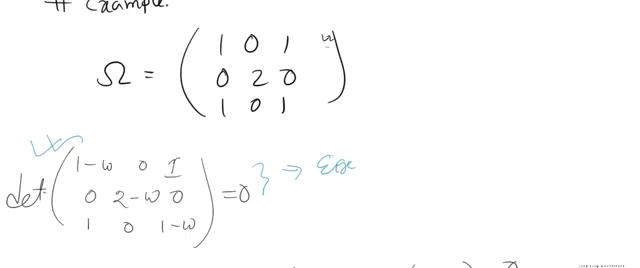 # Example.
Ω = ( 1 0 1
0 2 0
1 0 1 )
det ( 1-ω 0 1
0 2-ω 0
1 0 1-ω ) = 0 } ⇒